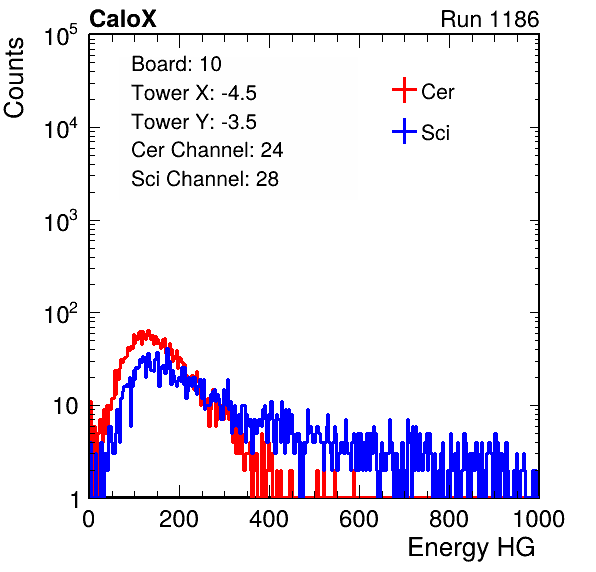 CaloX Run 1186
Counts
10^5
10^4
10^3
10^2
10
1
Board: 10
Tower X: -4.5
Tower Y: -3.5
Cer Channel: 24
Sci Channel: 28
Cer
Sci
0 200 400 600 800 1000
Energy HG